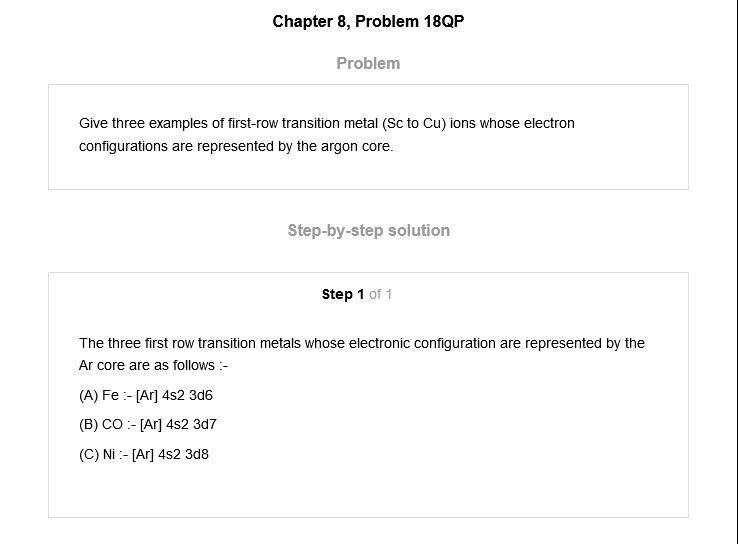 Chapter 8, Problem 18QP
Problem
Give three examples of first-row transition metal (Sc to Cu) ions whose electron
configurations are represented by the argon core.
Step-by-step solution
Step 1 of 1
The three first row transition metals whose electronic configuration are represented by the
Ar core are as follows :-
(A) Fe :- [Ar] 4s2 3d6
(B) CO :- [Ar] 4s2 3d7
(C) Ni :- [Ar] 4s2 3d8